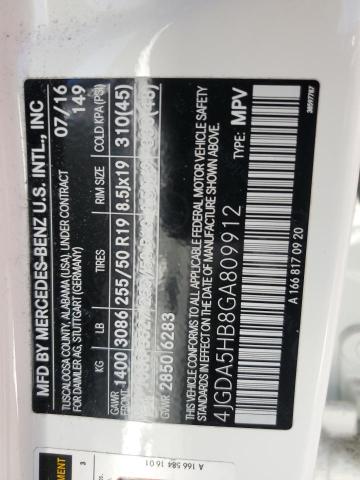 MFD BY MERCEDES-BENZ U.S. INTL., INC
TUSCALOOSA COUNTY, ALABAMA (USA), UNDER CONTRACT
FOR DAIMLER AG, STUTTGART (GERMANY)
07/16
149
KG LB TIRES RIM SIZE COLD KPA (PSI)
GAWR
FRONT 1400 3086 255/50 R19 8.5jx19 310(45)
GVWR 2850/6283
THIS VEHICLE CONFORMS TO ALL APPLICABLE FEDERAL MOTOR VEHICLE SAFETY
STANDARDS IN EFFECT ON THE DATE OF MANUFACTURE SHOWN ABOVE.
4JGDA5HB8GA809912 TYPE: MPV
A 166 817 09 20
A 166 584 16 01
3